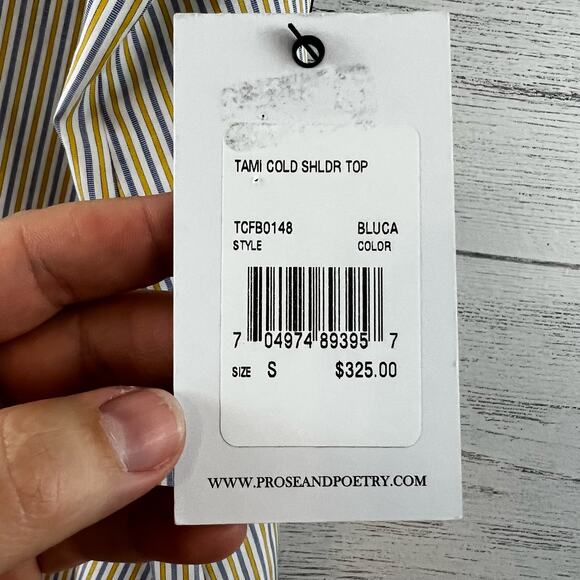 TAMI COLD SHLDR TOP
TCFB0148 BLUCA
STYLE COLOR
7 04974 89395 7
SIZE S $325.00
WWW.PROSEANDPOETRY.COM